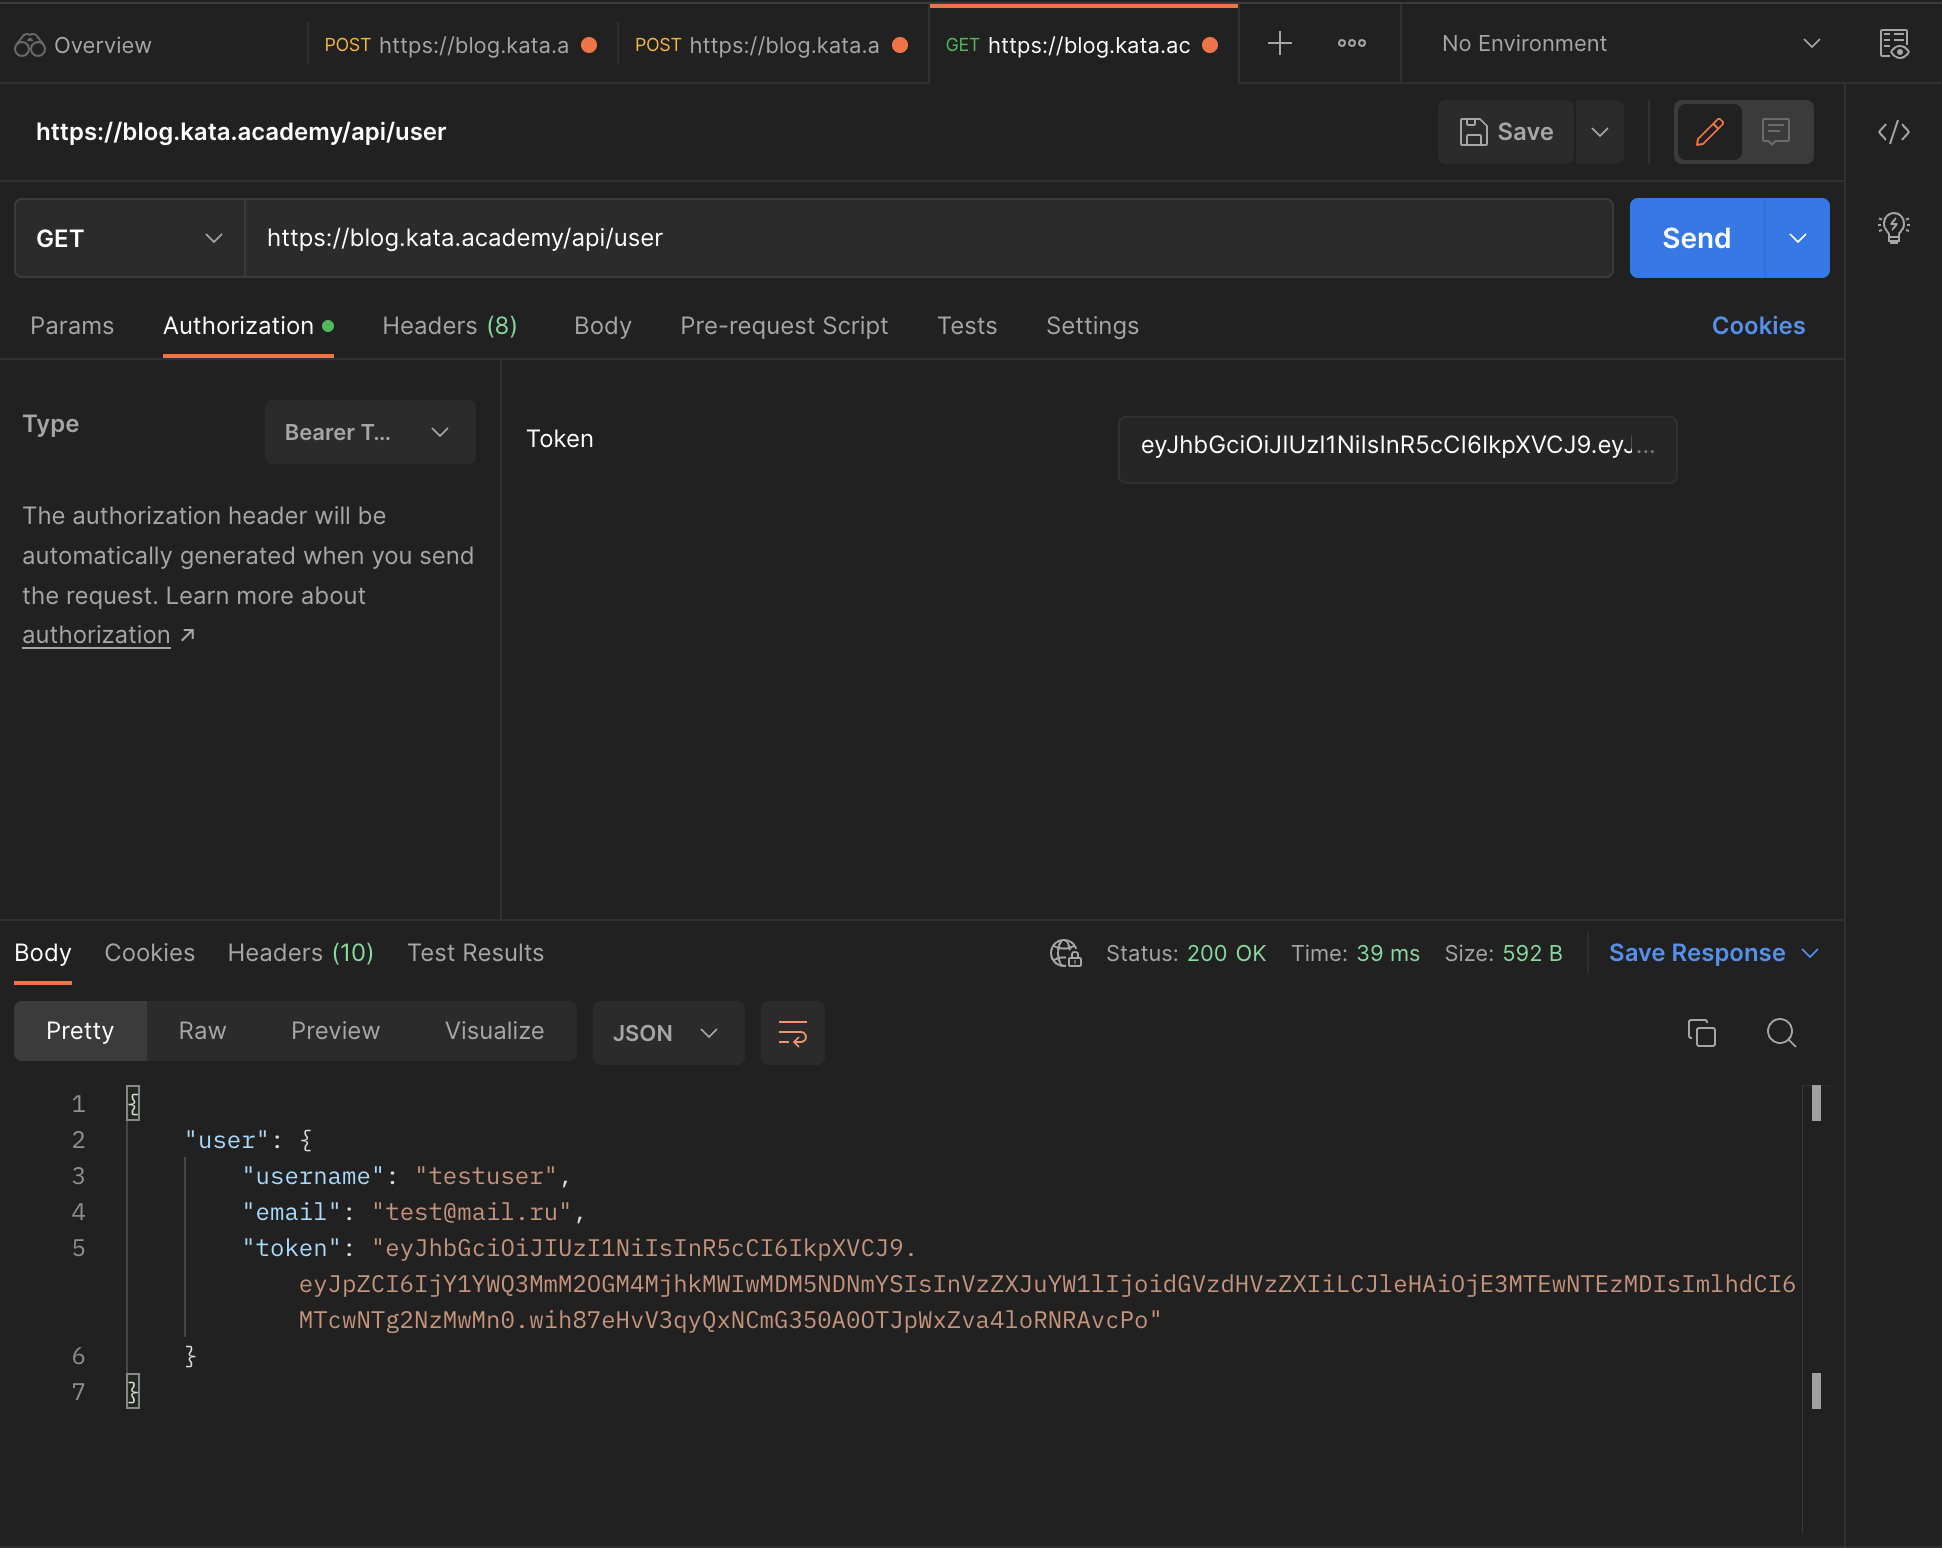 Overview
POST https://blog.kata.a
POST https://blog.kata.a
GET https://blog.kata.ac
No Environment
https://blog.kata.academy/api/user
Save
GET
https://blog.kata.academy/api/user
Send
Params
Authorization
Headers (8)
Body
Pre-request Script
Tests
Settings
Cookies
Type
Bearer T...
The authorization header will be
automatically generated when you send
the request. Learn more about
authorization ↗
Token
eyJhbGciOiJIUzI1NiIsInR5cCI6IkpXVCJ9.eyJ...
Body
Cookies
Headers (10)
Test Results
Status: 200 OK
Time: 39 ms
Size: 592 B
Save Response
Pretty
Raw
Preview
Visualize
JSON
1 {
2 "user": {
3 "username": "testuser",
4 "email": "test@mail.ru",
5 "token": "eyJhbGciOiJIUzI1NiIsInR5cCI6IkpXVCJ9.
eyJpZCI6IjY1YWQ3MmM2OGM4MjhkMWIwMDM5NDNmYSIsInVzZXJuYW1lIjoidGVzdHVzZXIiLCJleHAiOjE3MTEwNTEzMDIsImlhdCI6
MTcwNTg2NzMwMn0.wih87eHvV3qyQxNCmG350A0OTJpWxZva4loRNRAvcPo"
6 }
7 }